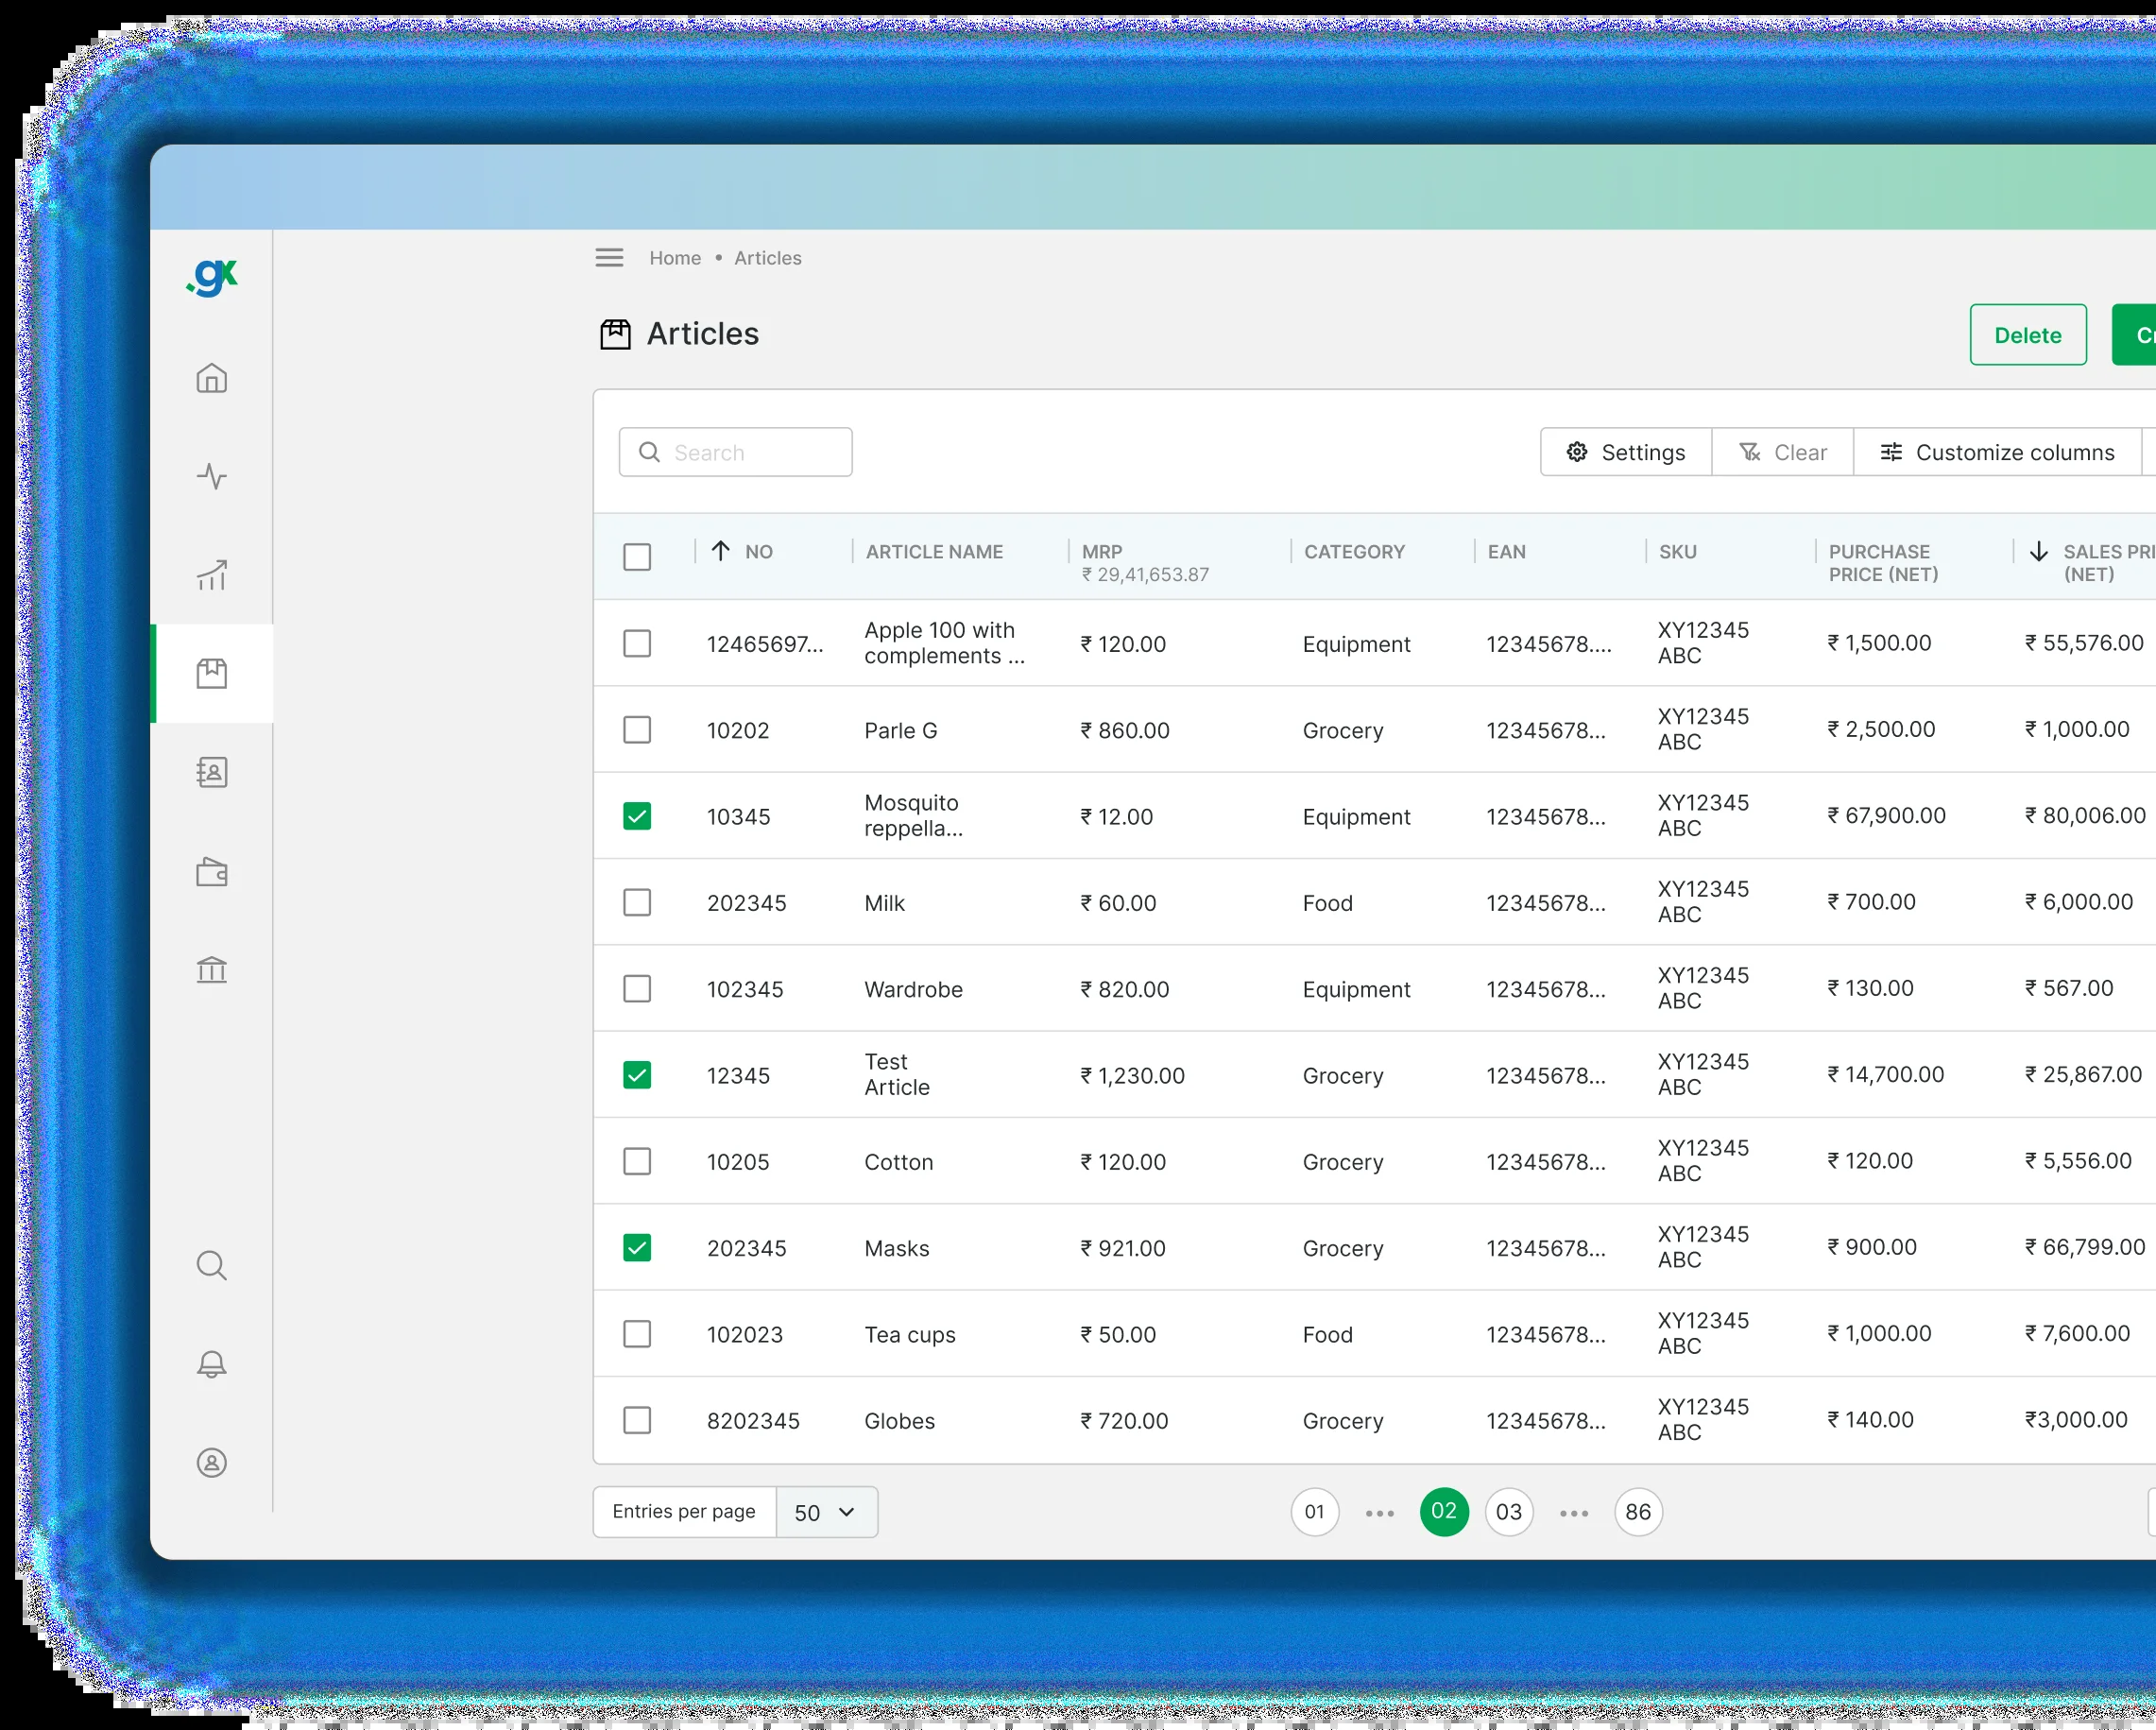 .gx
Home • Articles
Articles
Delete
Search
Settings
Clear
Customize columns
NO
ARTICLE NAME
MRP
₹ 29,41,653.87
CATEGORY
EAN
SKU
PURCHASE
PRICE (NET)
SALES PRI
(NET)
12465697...
Apple 100 with
complements ...
₹ 120.00
Equipment
12345678....
XY12345
ABC
₹ 1,500.00
₹ 55,576.00
10202
Parle G
₹ 860.00
Grocery
12345678...
XY12345
ABC
₹ 2,500.00
₹ 1,000.00
10345
Mosquito
reppella...
₹ 12.00
Equipment
12345678...
XY12345
ABC
₹ 67,900.00
₹ 80,006.00
202345
Milk
₹ 60.00
Food
12345678...
XY12345
ABC
₹ 700.00
₹ 6,000.00
102345
Wardrobe
₹ 820.00
Equipment
12345678...
XY12345
ABC
₹ 130.00
₹ 567.00
12345
Test
Article
₹ 1,230.00
Grocery
12345678...
XY12345
ABC
₹ 14,700.00
₹ 25,867.00
10205
Cotton
₹ 120.00
Grocery
12345678...
XY12345
ABC
₹ 120.00
₹ 5,556.00
202345
Masks
₹ 921.00
Grocery
12345678...
XY12345
ABC
₹ 900.00
₹ 66,799.00
102023
Tea cups
₹ 50.00
Food
12345678...
XY12345
ABC
₹ 1,000.00
₹ 7,600.00
8202345
Globes
₹ 720.00
Grocery
12345678...
XY12345
ABC
₹ 140.00
₹3,000.00
Entries per page
50
01 ••• 02 03 ••• 86